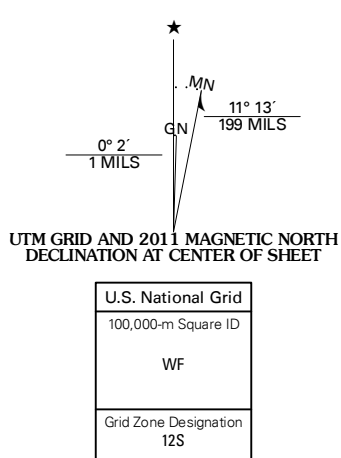 ★
MN
11° 13´
199 MILS
GN
0° 2´
1 MILS
UTM GRID AND 2011 MAGNETIC NORTH
DECLINATION AT CENTER OF SHEET
U.S. National Grid
100,000-m Square ID
WF
Grid Zone Designation
12S